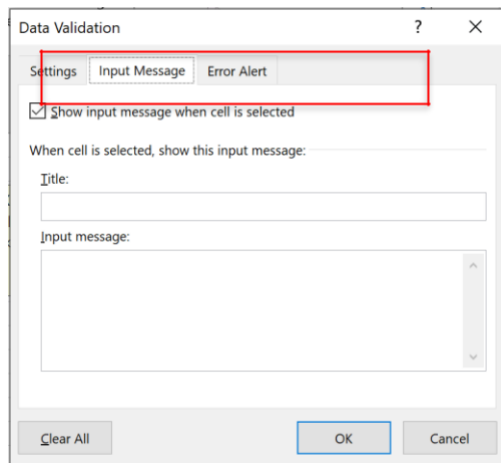 Data Validation ? ×
Settings Input Message Error Alert
Show input message when cell is selected
When cell is selected, show this input message:
Title:
Input message:
Clear All OK Cancel